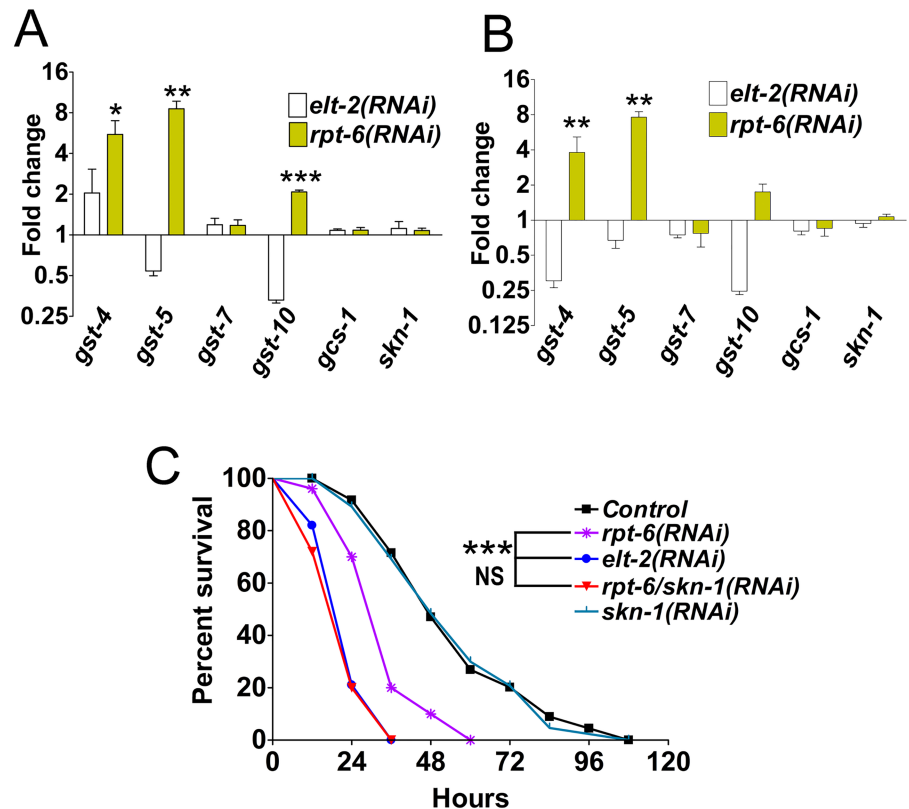 A
Fold change
16
8
4
2
1
0.5
0.25
*
**
***
elt-2(RNAi)
rpt-6(RNAi)
gst-4
gst-5
gst-7
gst-10
gcs-1
skn-1
B
Fold change
16
8
4
2
1
0.5
0.25
0.125
**
**
elt-2(RNAi)
rpt-6(RNAi)
gst-4
gst-5
gst-7
gst-10
gcs-1
skn-1
C
Percent survival
100
80
60
40
20
0
0 24 48 72 96 120
Hours
Control
rpt-6(RNAi)
elt-2(RNAi)
rpt-6/skn-1(RNAi)
skn-1(RNAi)
***
NS